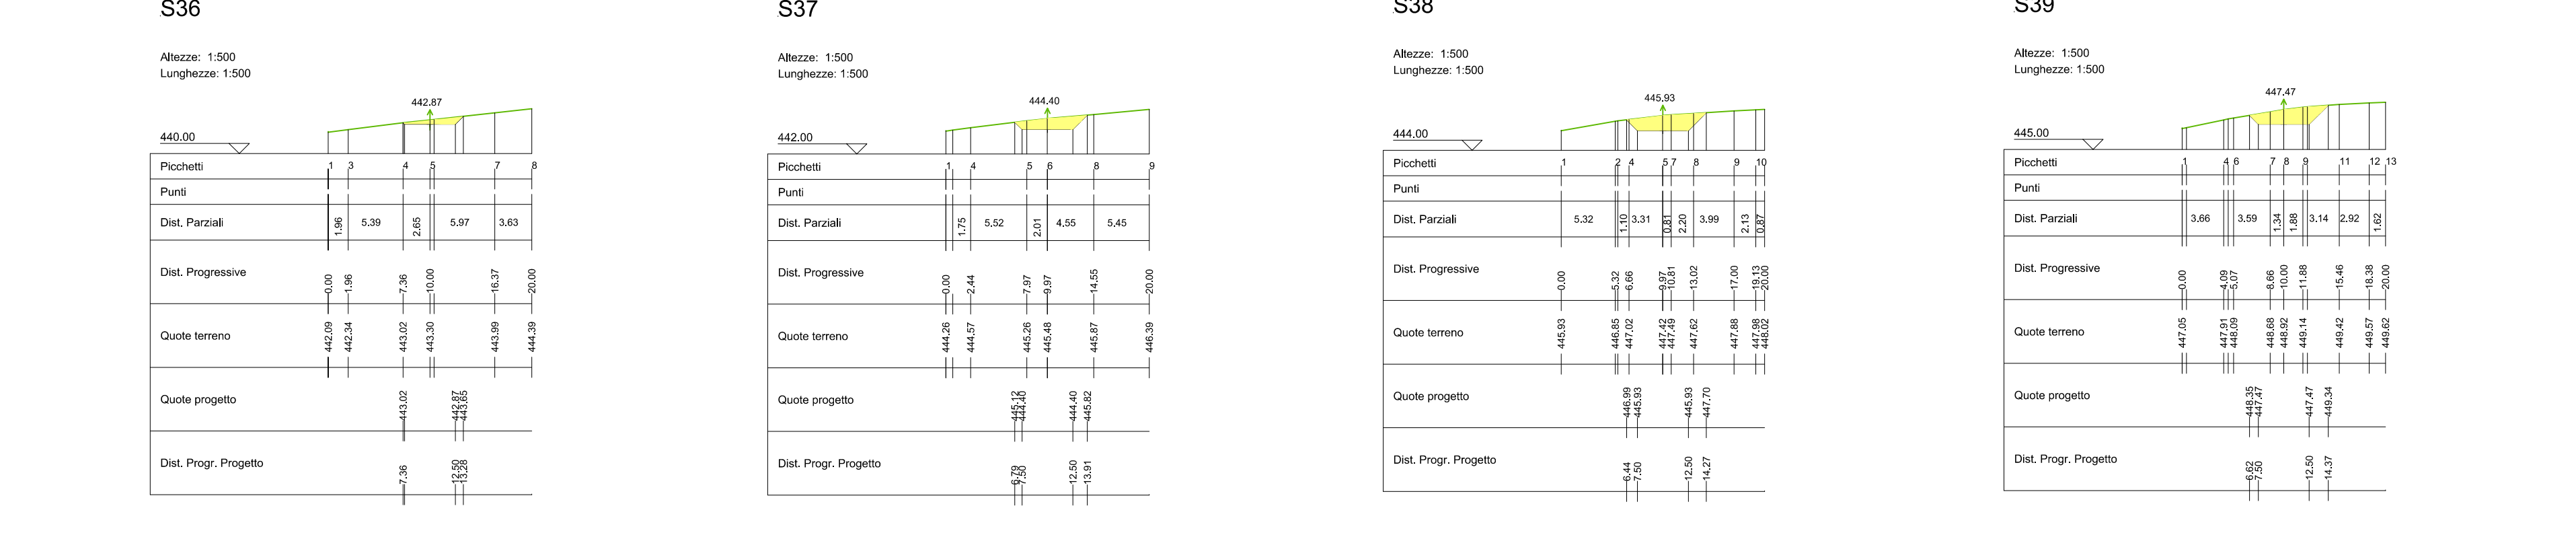 S36
Altezze: 1:500
Lunghezze: 1:500
442.87
440.00
Picchetti 1 3 4 5 7 8
Punti
Dist. Parziali 1.96 5.39 2.65 5.97 3.63
Dist. Progressive 0.00 1.96 7.36 10.00 16.37 20.00
Quote terreno 442.09 442.34 443.02 443.30 443.99 444.39
Quote progetto 443.02 442.87 443.65
Dist. Progr. Progetto 7.36 12.50 13.28
S37
Altezze: 1:500
Lunghezze: 1:500
444.40
442.00
Picchetti 1 4 5 6 8 9
Punti
Dist. Parziali 1.75 5.52 2.01 4.55 5.45
Dist. Progressive 0.00 2.44 7.97 9.97 14.55 20.00
Quote terreno 444.26 444.57 445.26 445.48 445.87 446.39
Quote progetto 445.12 444.40 444.40 445.82
Dist. Progr. Progetto 6.79 7.50 12.50 13.91
S38
Altezze: 1:500
Lunghezze: 1:500
445.93
444.00
Picchetti 1 2 4 5 7 8 9 10
Punti
Dist. Parziali 5.32 1.10 3.31 0.81 2.20 3.99 2.13 0.87
Dist. Progressive 0.00 5.32 6.66 9.97 10.81 13.02 17.00 19.13 20.00
Quote terreno 445.93 446.85 447.02 447.42 447.49 447.62 447.88 447.98 448.02
Quote progetto 446.99 445.93 445.93 447.70
Dist. Progr. Progetto 6.44 7.50 12.50 14.27
S39
Altezze: 1:500
Lunghezze: 1:500
447.47
445.00
Picchetti 1 4 6 7 8 9 11 12 13
Punti
Dist. Parziali 3.66 3.59 1.34 1.88 3.14 2.92 1.62
Dist. Progressive 0.00 4.09 5.07 8.66 10.00 11.88 15.46 18.38 20.00
Quote terreno 447.05 447.91 448.09 448.68 448.92 449.14 449.42 449.57 449.62
Quote progetto 448.35 447.47 447.47 449.34
Dist. Progr. Progetto 6.62 7.50 12.50 14.37